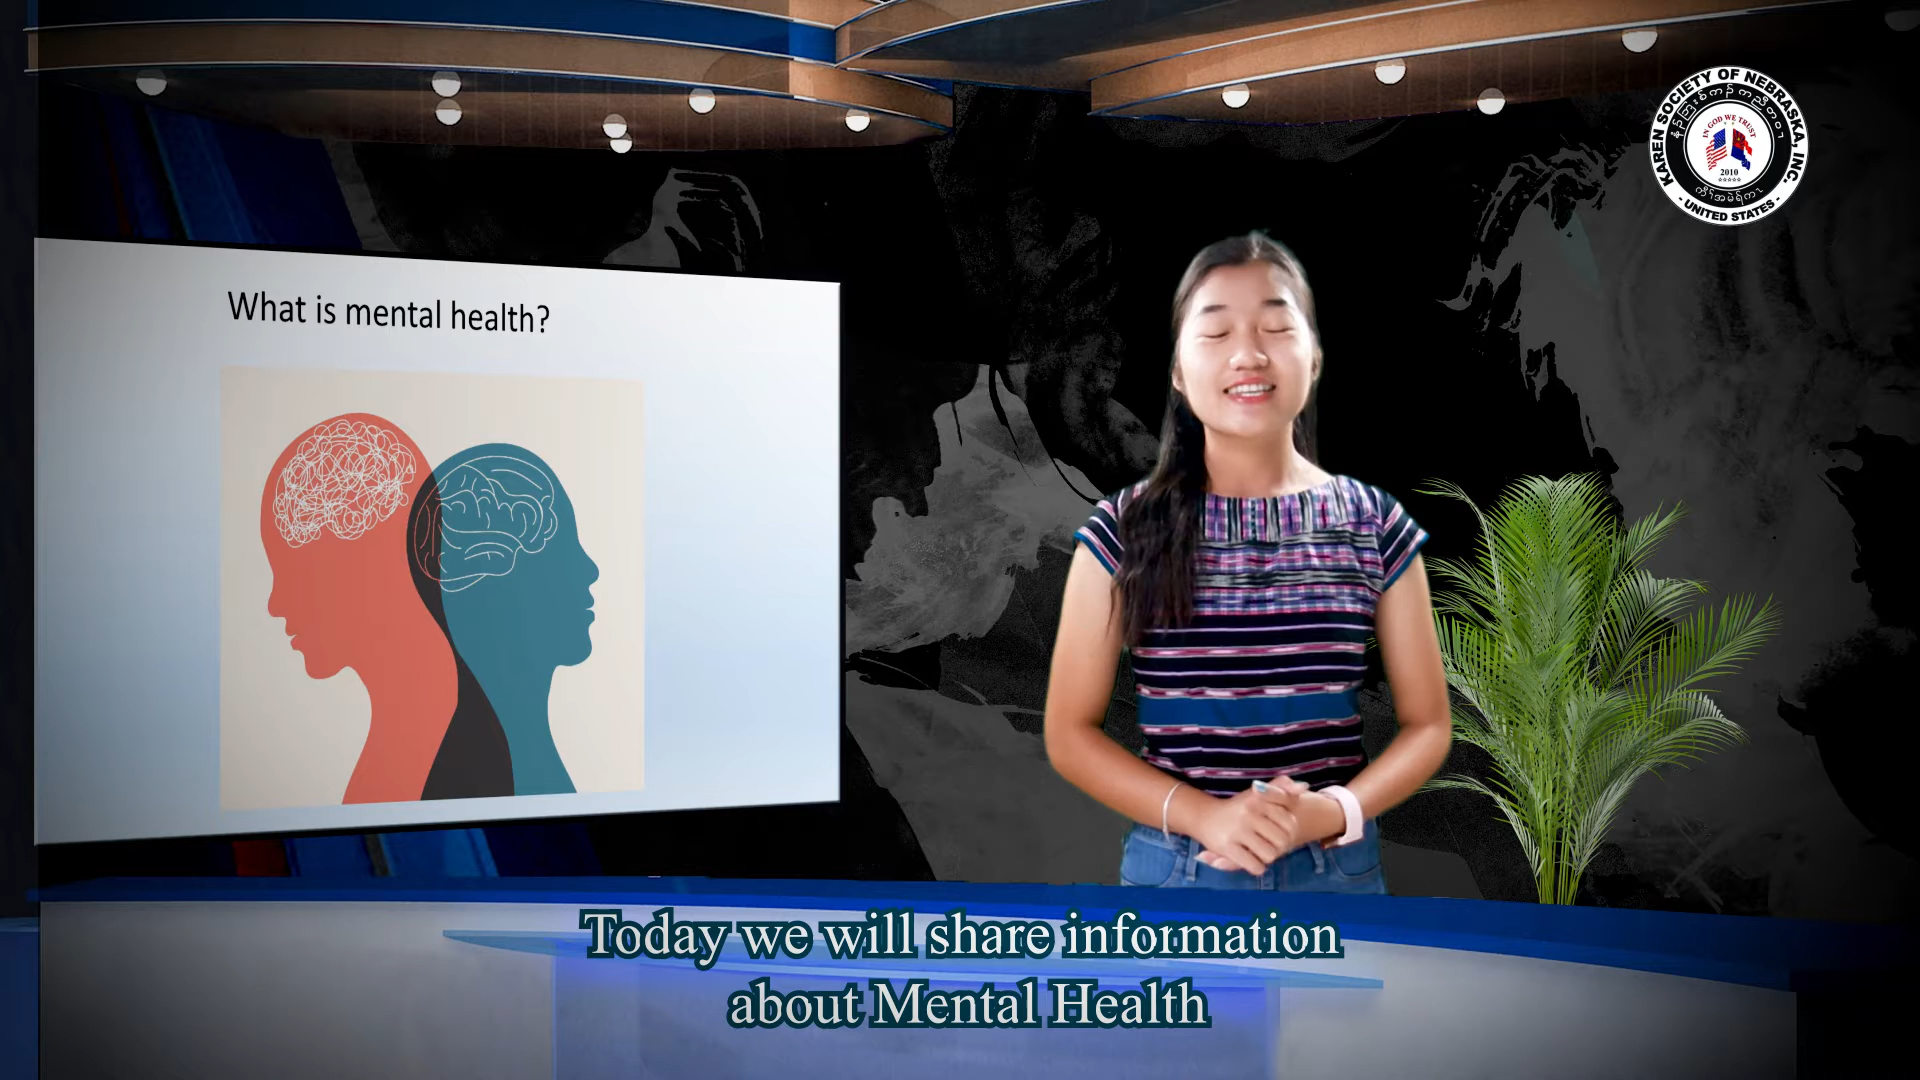 KAREN SOCIETY OF NEBRASKA, INC.
IN GOD WE TRUST
2010
- UNITED STATES -
What is mental health?
Today we will share information
about Mental Health